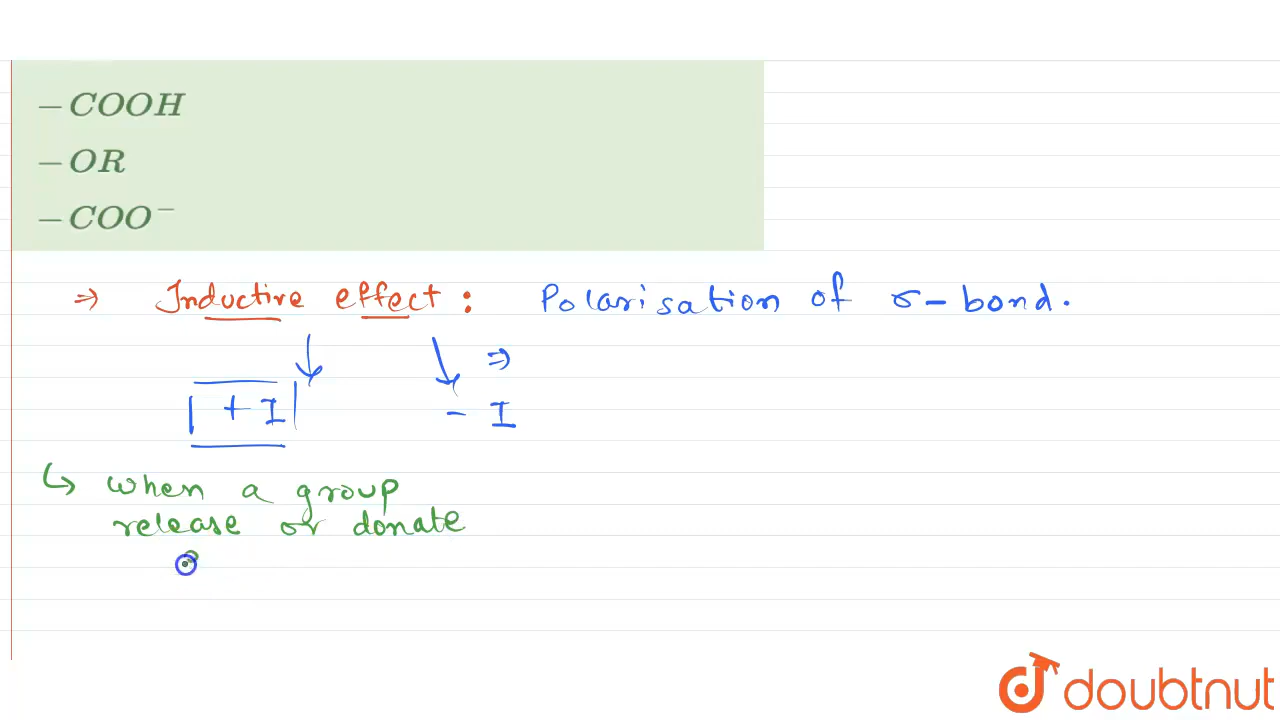 −COOH
−OR
−COO⁻
⇒ Inductive effect : Polarisation of σ-bond.
⇒
+I - I
↳ When a group
release or donate
doubtnut